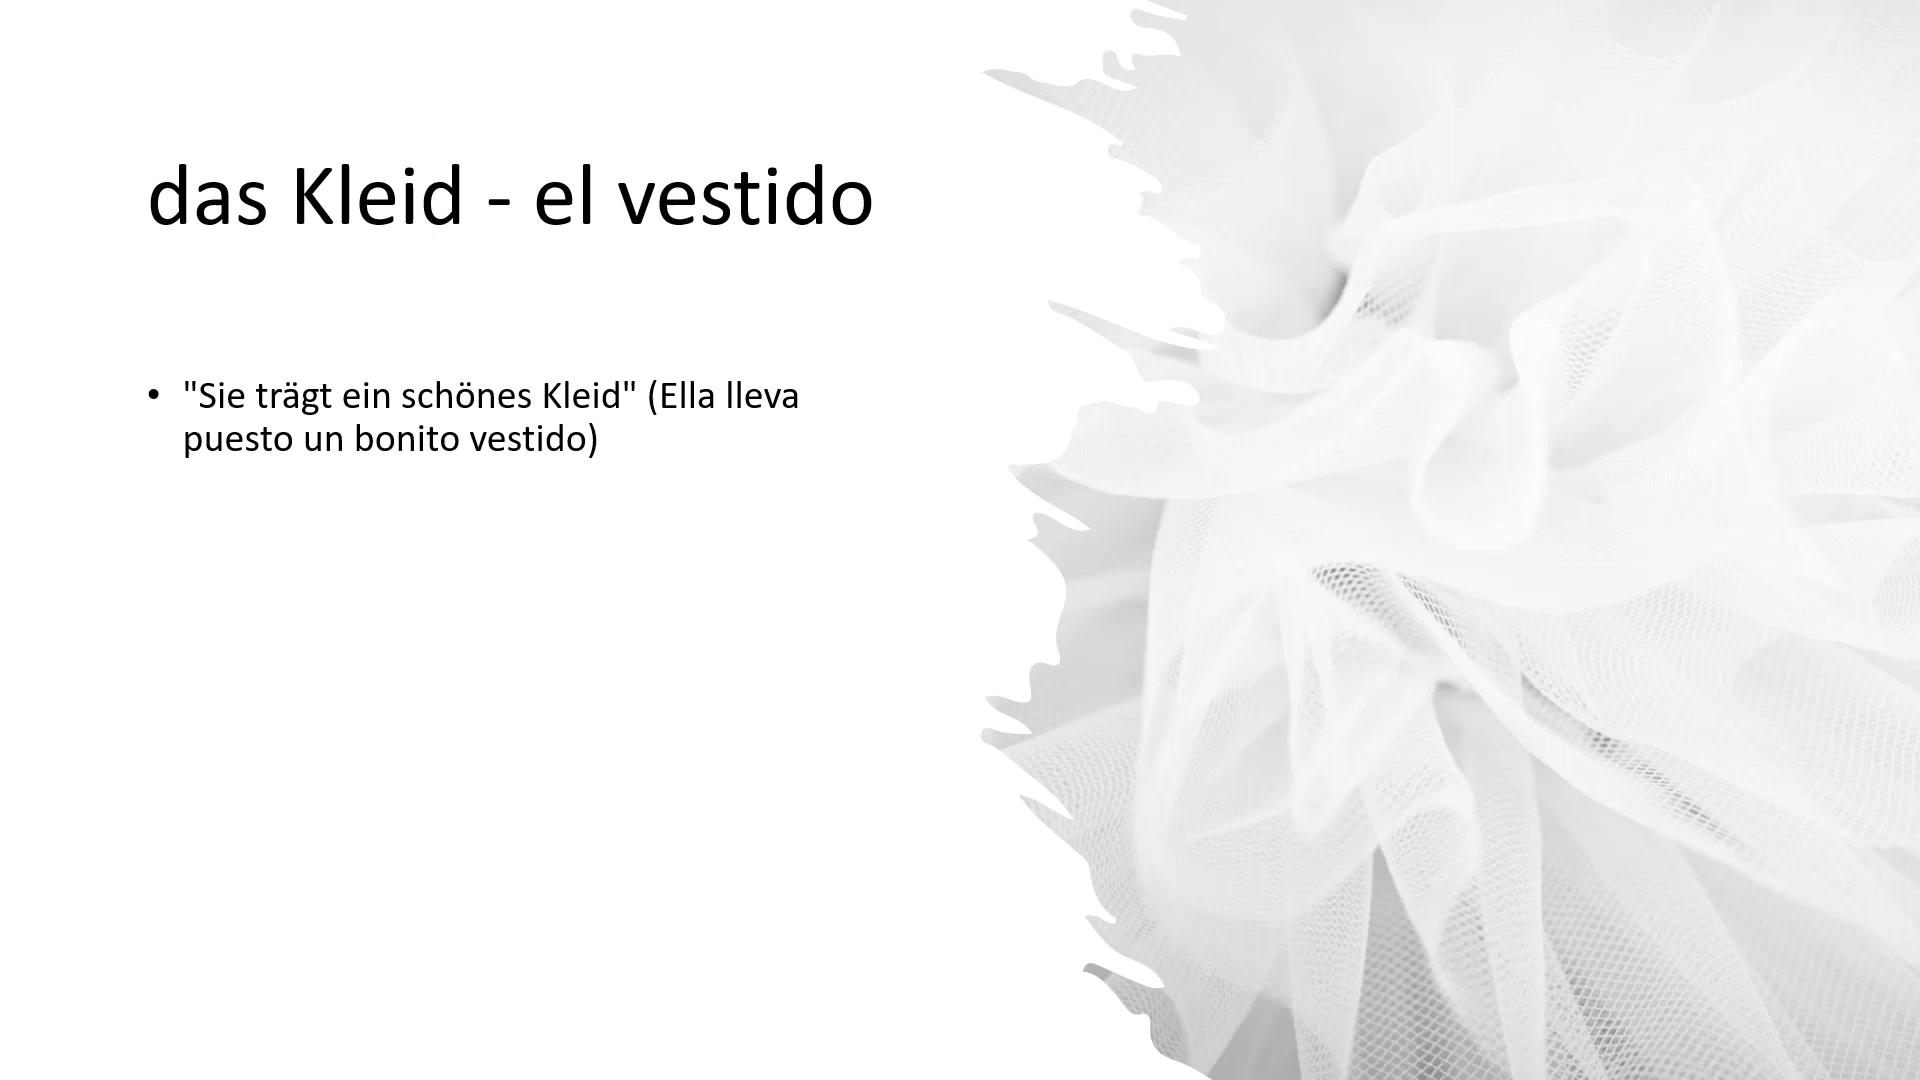 das Kleid - el vestido
• "Sie trägt ein schönes Kleid" (Ella lleva
puesto un bonito vestido)